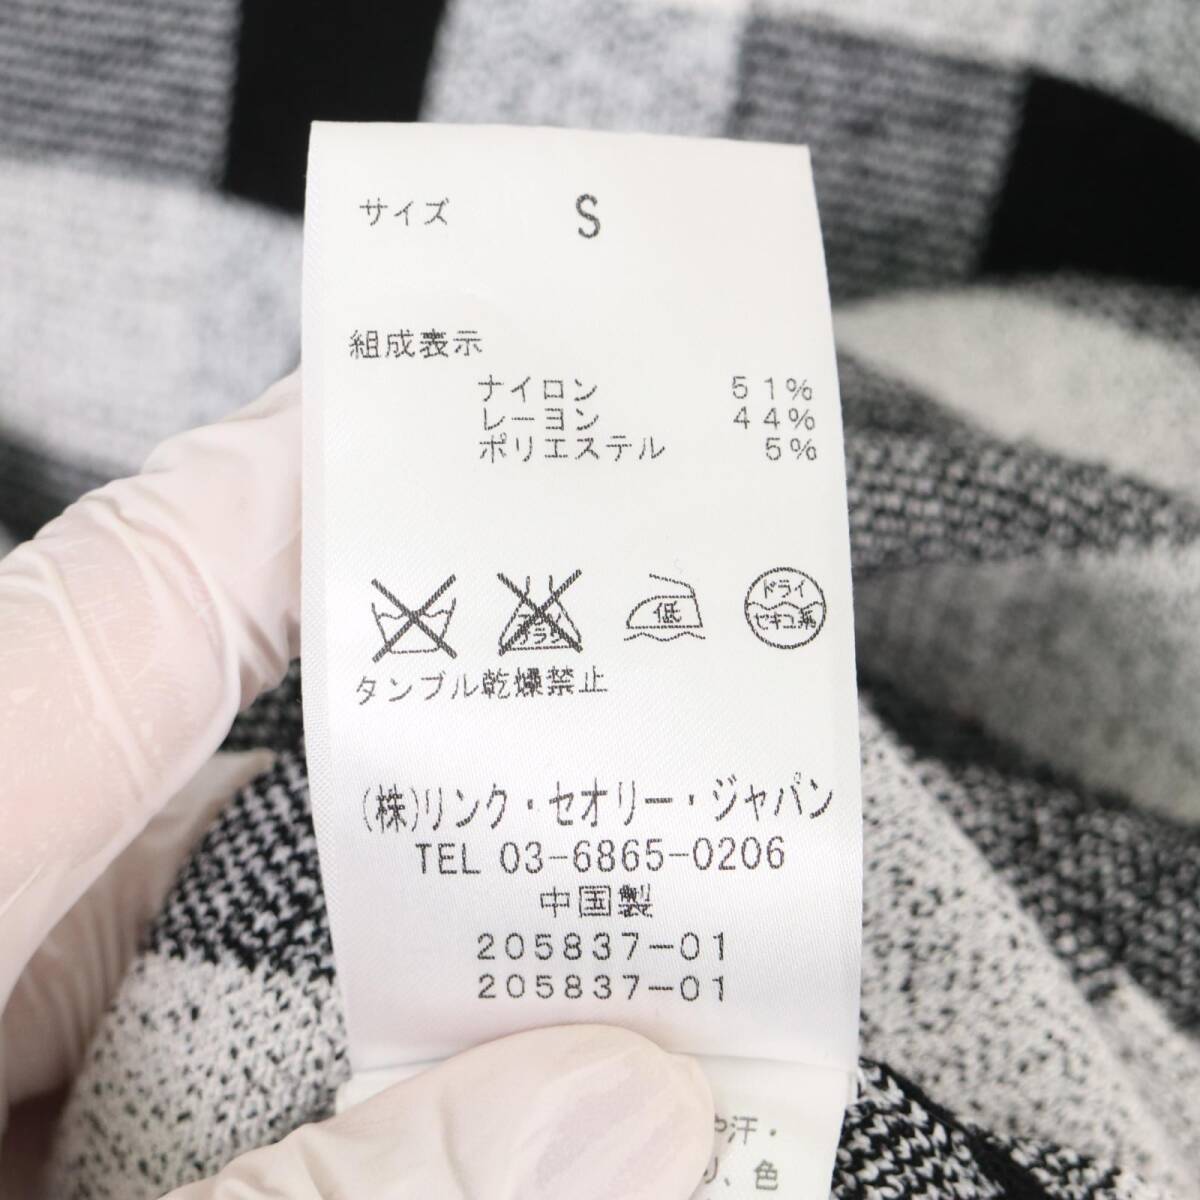 サイズ S
組成表示
ナイロン 51%
レーヨン 44%
ポリエステル 5%
低
ドライ
セキユ系
タンブル乾燥禁止
(株)リンク・セオリー・ジャパン
TEL 03-6865-0206
中国製
205837-01
205837-01
や汗・
、色